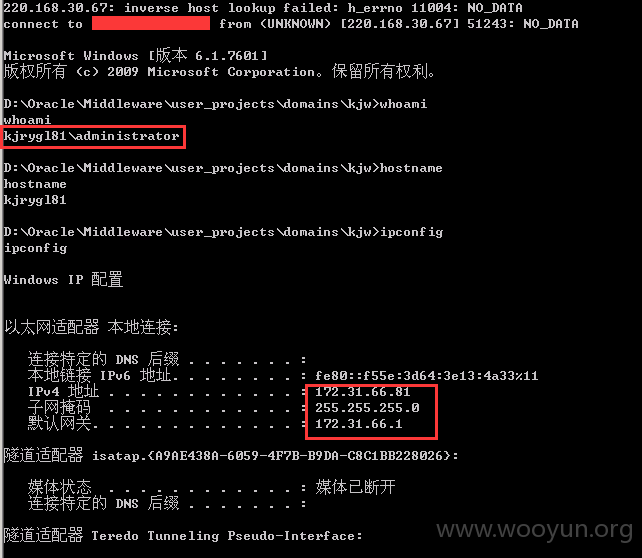 220.168.30.67: inverse host lookup failed: h_errno 11004: NO_DATA
connect to from (UNKNOWN) [220.168.30.67] 51243: NO_DATA
Microsoft Windows [版本 6.1.7601]
版权所有 (c) 2009 Microsoft Corporation。保留所有权利。
D:\Oracle\Middleware\user_projects\domains\kjw>whoami
whoami
kjrygl81\administrator
D:\Oracle\Middleware\user_projects\domains\kjw>hostname
hostname
kjrygl81
D:\Oracle\Middleware\user_projects\domains\kjw>ipconfig
ipconfig
Windows IP 配置
以太网适配器 本地连接:
连接特定的 DNS 后缀 . . . . . . . :
本地链接 IPv6 地址. . . . . . . . : fe80::f55e:3d64:3e13:4a33%11
IPv4 地址 . . . . . . . . . . . . : 172.31.66.81
子网掩码 . . . . . . . . . . . . : 255.255.255.0
默认网关. . . . . . . . . . . . . : 172.31.66.1
隧道适配器 isatap.{A9AE438A-6059-4F7B-B9DA-C8C1BB228026}:
媒体状态 . . . . . . . . . . . . : 媒体已断开
连接特定的 DNS 后缀 . . . . . . . :
隧道适配器 Teredo Tunneling Pseudo-Interface:
www.wooyun.org